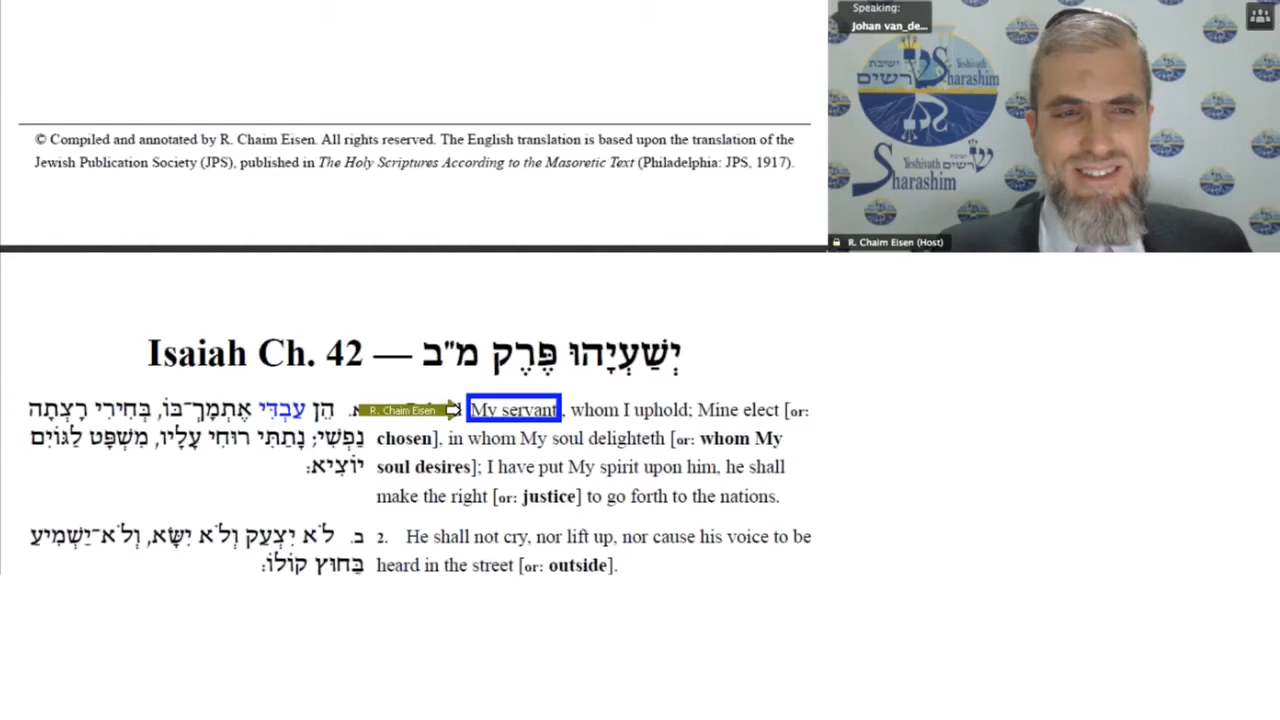 Speaking:
Johan van_de...
ישיבת
שרשים
Yeshivath
Sharashim
Yeshivath ישיבת שרשים
Sharashim
R. Chaim Eisen (Host)
© Compiled and annotated by R. Chaim Eisen. All rights reserved. The English translation is based upon the translation of the
Jewish Publication Society (JPS), published in The Holy Scriptures According to the Masoretic Text (Philadelphia: JPS, 1917).
Isaiah Ch. 42 — יְשַׁעְיָהוּ פֶּרֶק מ"ב
א. הֵן עַבְדִּי אֶתְמָךְ־בּוֹ, בְּחִירִי רָצְתָה
נַפְשִׁי; נָתַתִּי רוּחִי עָלָיו, מִשְׁפָּט לַגּוֹיִם
יוֹצִיא:
R. Chaim Eisen
My servant, whom I uphold; Mine elect [or:
chosen], in whom My soul delighteth [or: whom My
soul desires]; I have put My spirit upon him, he shall
make the right [or: justice] to go forth to the nations.
ב. לֹא יִצְעַק וְלֹא יִשָּׂא, וְלֹא־יַשְׁמִיעַ
בַּחוּץ קוֹלוֹ:
2. He shall not cry, nor lift up, nor cause his voice to be
heard in the street [or: outside].